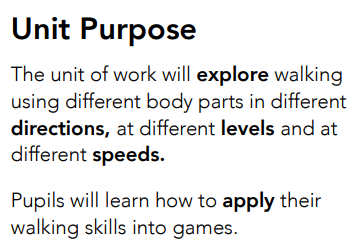 Unit Purpose
The unit of work will explore walking
using different body parts in different
directions, at different levels and at
different speeds.
Pupils will learn how to apply their
walking skills into games.